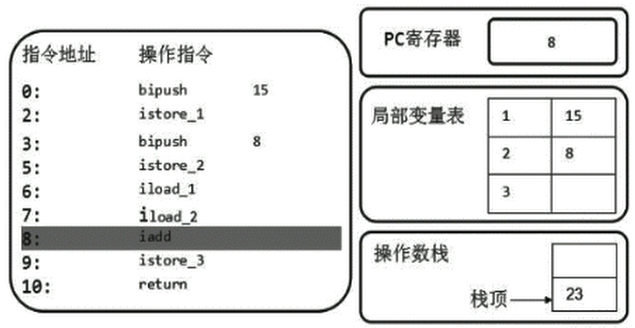 指令地址 操作指令
0: bipush 15
2: istore_1
3: bipush 8
5: istore_2
6: iload_1
7: iload_2
8: iadd
9: istore_3
10: return
PC寄存器 8
局部变量表
1 15
2 8
3
操作数栈
栈顶 23